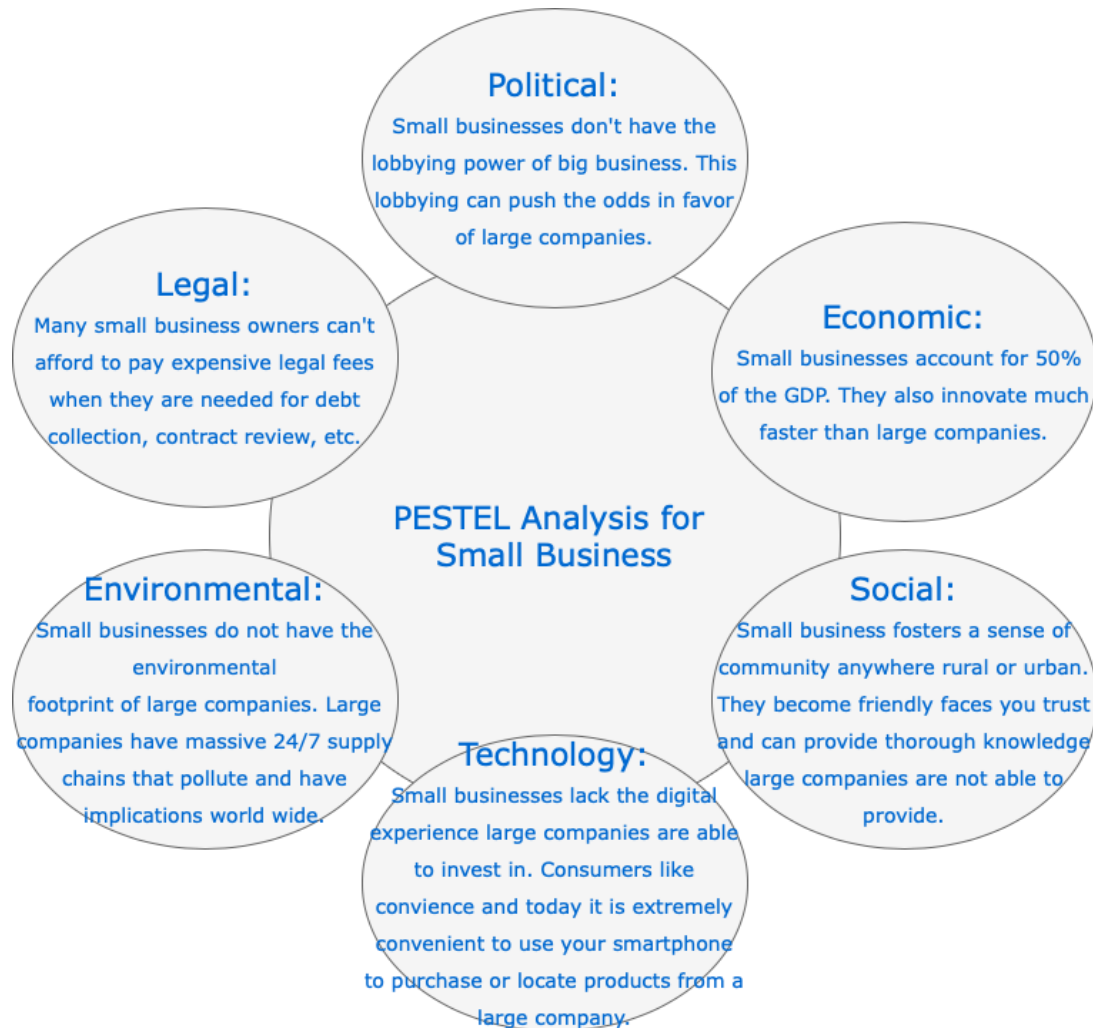 Political:
Small businesses don't have the
lobbying power of big business. This
lobbying can push the odds in favor
of large companies.
Legal:
Many small business owners can't
afford to pay expensive legal fees
when they are needed for debt
collection, contract review, etc.
Economic:
Small businesses account for 50%
of the GDP. They also innovate much
faster than large companies.
PESTEL Analysis for
Small Business
Environmental:
Small businesses do not have the
environmental
footprint of large companies. Large
companies have massive 24/7 supply
chains that pollute and have
implications world wide.
Social:
Small business fosters a sense of
community anywhere rural or urban.
They become friendly faces you trust
and can provide thorough knowledge
large companies are not able to
provide.
Technology:
Small businesses lack the digital
experience large companies are able
to invest in. Consumers like
convience and today it is extremely
convenient to use your smartphone
to purchase or locate products from a
large company.